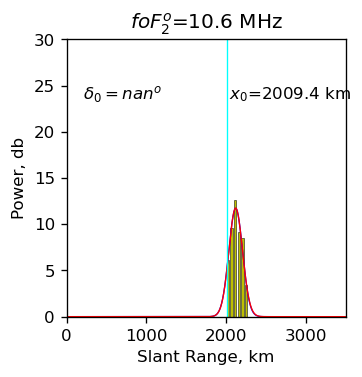 foF₂ᵒ=10.6 MHz
30
δ₀ = nanᵒ
x₀=2009.4 km
25
20
15
10
5
0
Power, db
0 1000 2000 3000
Slant Range, km